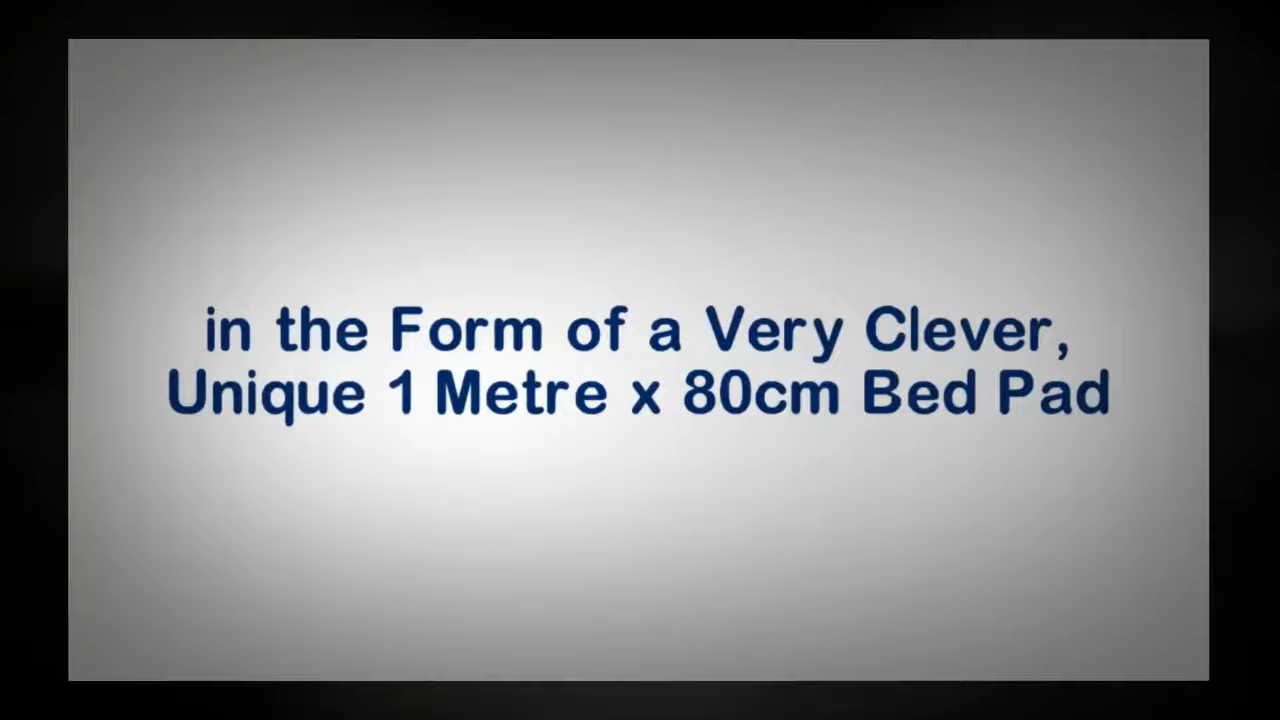 in the Form of a Very Clever,
Unique 1 Metre x 80cm Bed Pad